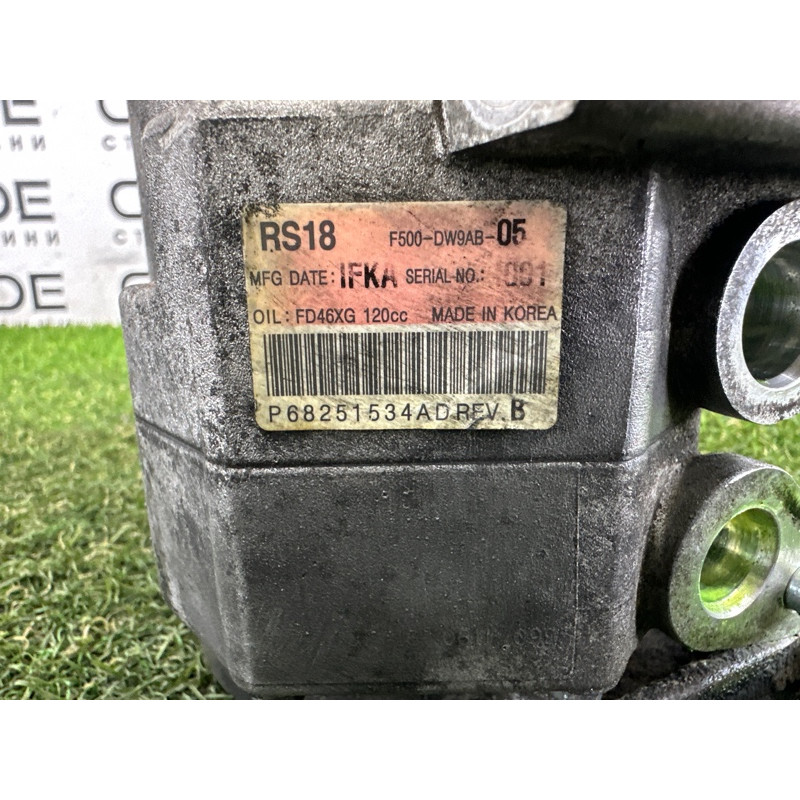 RS18 F500-DW9AB-05
MFG DATE: IFKA SERIAL NO.:
OIL: FD46XG 120cc MADE IN KOREA
P68251534AD REV. B